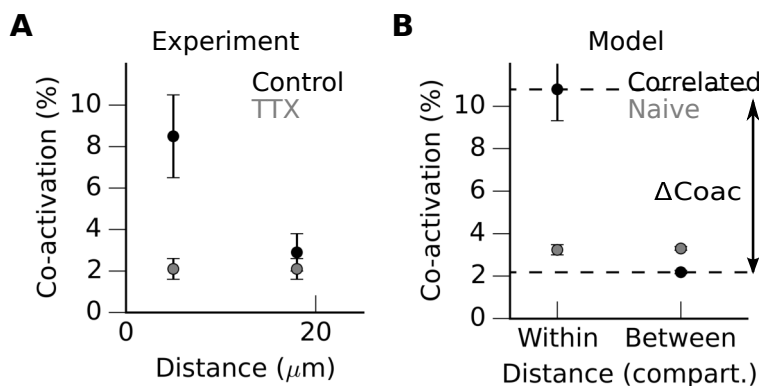 A
Experiment
Control
TTX
Co-activation (%)
10
8
6
4
2
0
0
20
Distance (μm)
B
Model
Correlated
Naive
Co-activation (%)
10
8
6
4
2
0
ΔCoac
Within
Between
Distance (compart.)